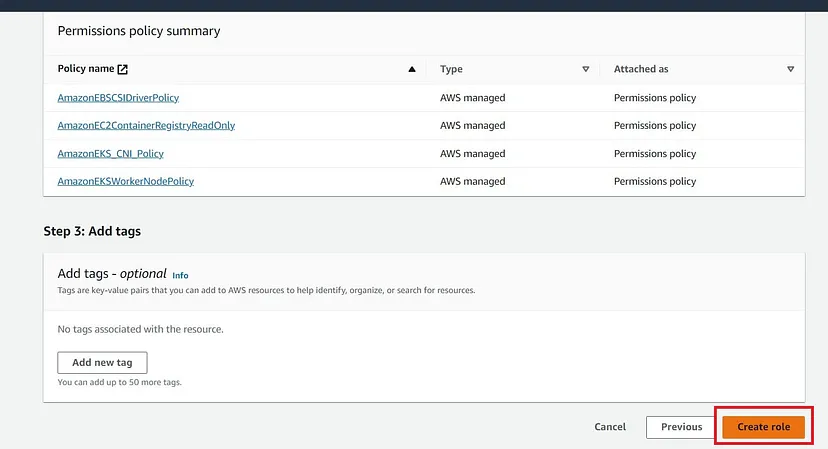 Permissions policy summary
Policy name Type Attached as
AmazonEBSCSIDriverPolicy AWS managed Permissions policy
AmazonEC2ContainerRegistryReadOnly AWS managed Permissions policy
AmazonEKS_CNI_Policy AWS managed Permissions policy
AmazonEKSWorkerNodePolicy AWS managed Permissions policy
Step 3: Add tags
Add tags - optional Info
Tags are key-value pairs that you can add to AWS resources to help identify, organize, or search for resources.
No tags associated with the resource.
Add new tag
You can add up to 50 more tags.
Cancel Previous Create role